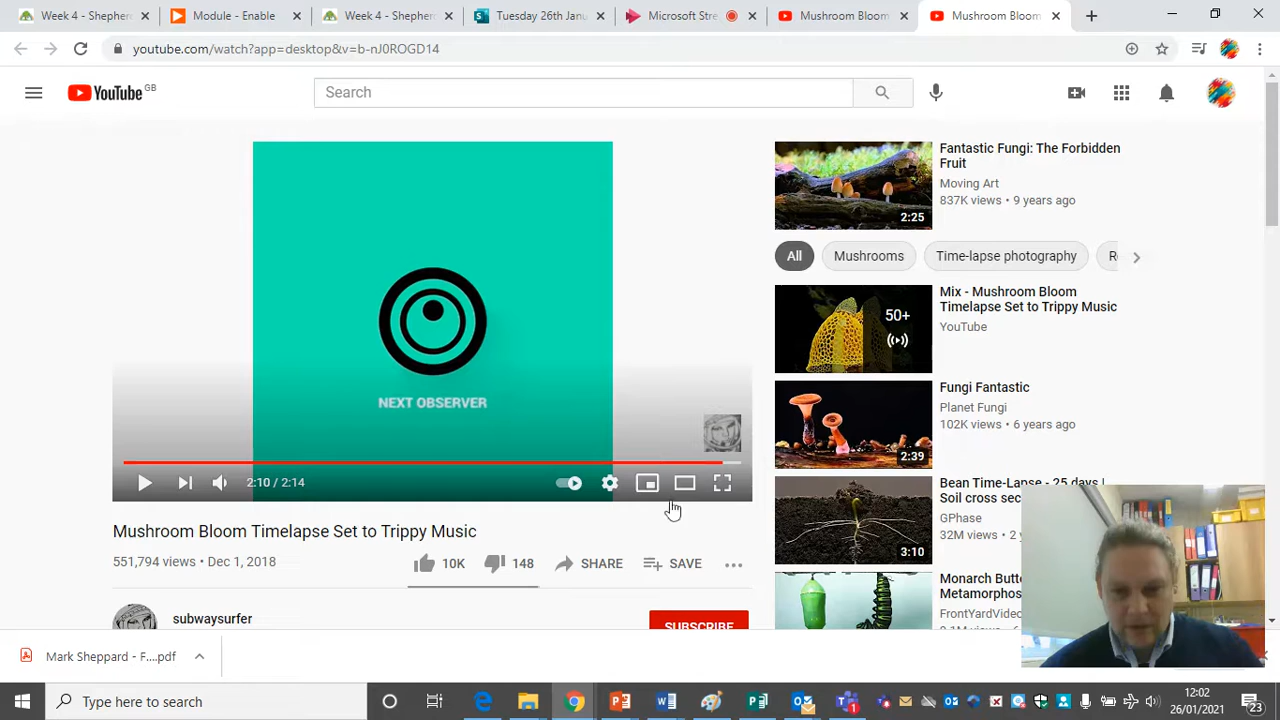 Week 4 - Shepher
Module Enable
Week 4 - Shepher
Tuesday 26th Janu
Microsoft Stre
Mushroom Bloom
Mushroom Bloom
youtube.com/watch?app=desktop&v=b-nJ0ROGD14
YouTube GB
Search
NEXT OBSERVER
2:10 / 2:14
Mushroom Bloom Timelapse Set to Trippy Music
551,794 views • Dec 1, 2018
10K
148
SHARE
SAVE
subwaysurfer
SUBSCRIBE
2:25
Fantastic Fungi: The Forbidden
Fruit
Moving Art
837K views • 9 years ago
All
Mushrooms
Time-lapse photography
50+
Mix - Mushroom Bloom
Timelapse Set to Trippy Music
YouTube
2:39
Fungi Fantastic
Planet Fungi
102K views • 6 years ago
3:10
Bean Time-Lapse - 25 days |
Soil cross sec
GPhase
32M views • 2 y
Monarch Butt
Metamorphos
FrontYardVideo
Mark Sheppard - F....pdf
Type here to search
12:02
26/01/2021
23